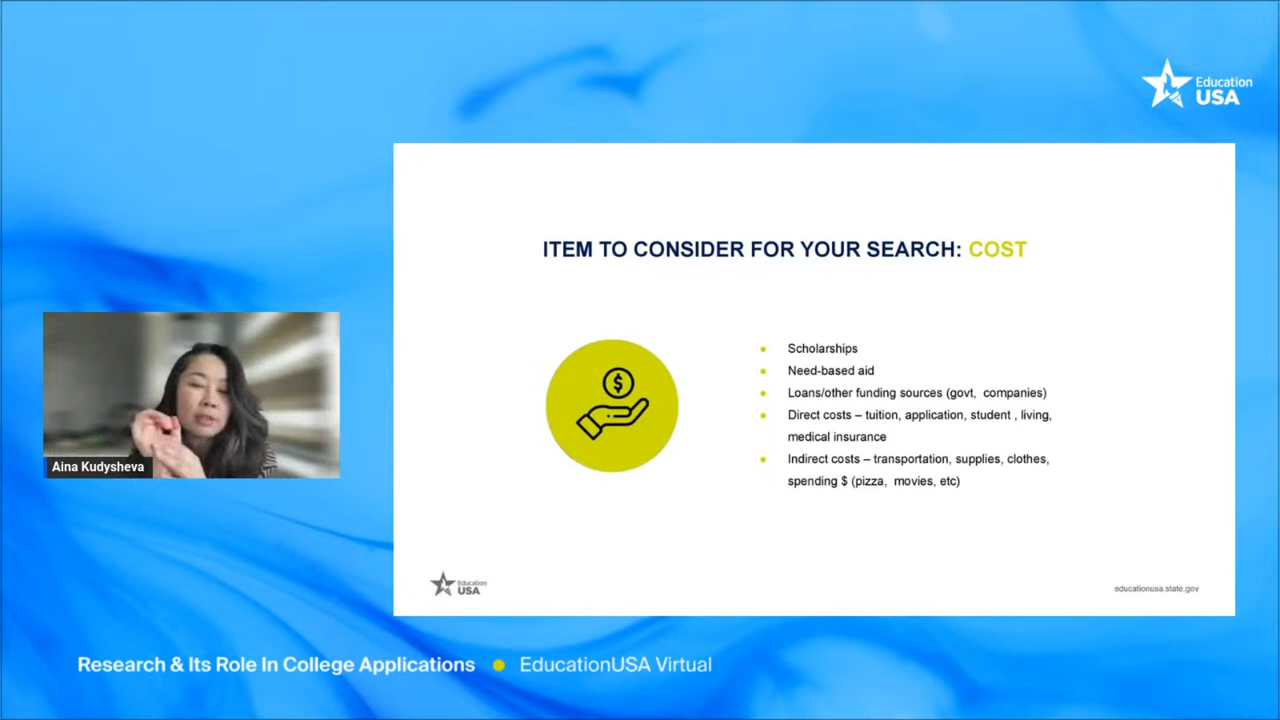 Education
USA
ITEM TO CONSIDER FOR YOUR SEARCH: COST
$
Scholarships
Need-based aid
Loans/other funding sources (govt, companies)
Direct costs – tuition, application, student , living,
medical insurance
Indirect costs – transportation, supplies, clothes,
spending $ (pizza, movies, etc)
Aina Kudysheva
Education
USA
educationusa.state.gov
Research & Its Role In College Applications ● EducationUSA Virtual